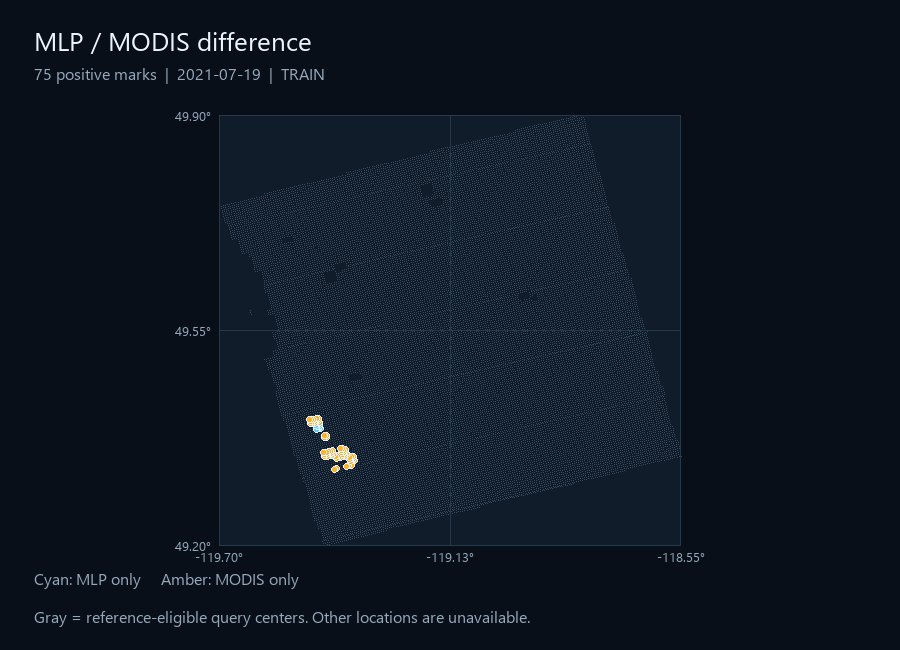 MLP / MODIS difference
75 positive marks | 2021-07-19 | TRAIN
49.90°
49.55°
49.20°
-119.70° -119.13° -118.55°
Cyan: MLP only Amber: MODIS only
Gray = reference-eligible query centers. Other locations are unavailable.